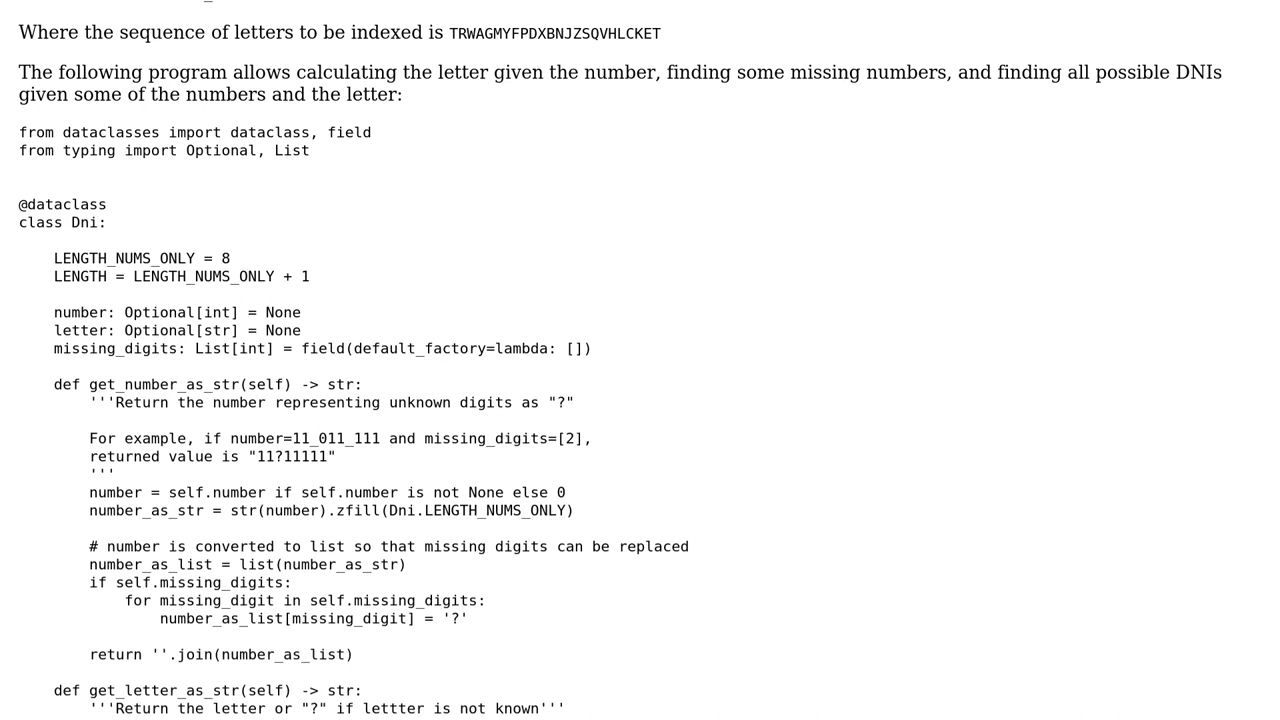 Where the sequence of letters to be indexed is TRWAGMYFPDXBNJZSQVHLCKET
The following program allows calculating the letter given the number, finding some missing numbers, and finding all possible DNIs
given some of the numbers and the letter:
from dataclasses import dataclass, field
from typing import Optional, List
@dataclass
class Dni:
    LENGTH_NUMS_ONLY = 8
    LENGTH = LENGTH_NUMS_ONLY + 1
    number: Optional[int] = None
    letter: Optional[str] = None
    missing_digits: List[int] = field(default_factory=lambda: [])
    def get_number_as_str(self) -> str:
        '''Return the number representing unknown digits as "?"
        For example, if number=11_011_111 and missing_digits=[2],
        returned value is "11?11111"
        '''
        number = self.number if self.number is not None else 0
        number_as_str = str(number).zfill(Dni.LENGTH_NUMS_ONLY)
        # number is converted to list so that missing digits can be replaced
        number_as_list = list(number_as_str)
        if self.missing_digits:
            for missing_digit in self.missing_digits:
                number_as_list[missing_digit] = '?'
        return ''.join(number_as_list)
    def get_letter_as_str(self) -> str:
        '''Return the letter or "?" if lettter is not known'''